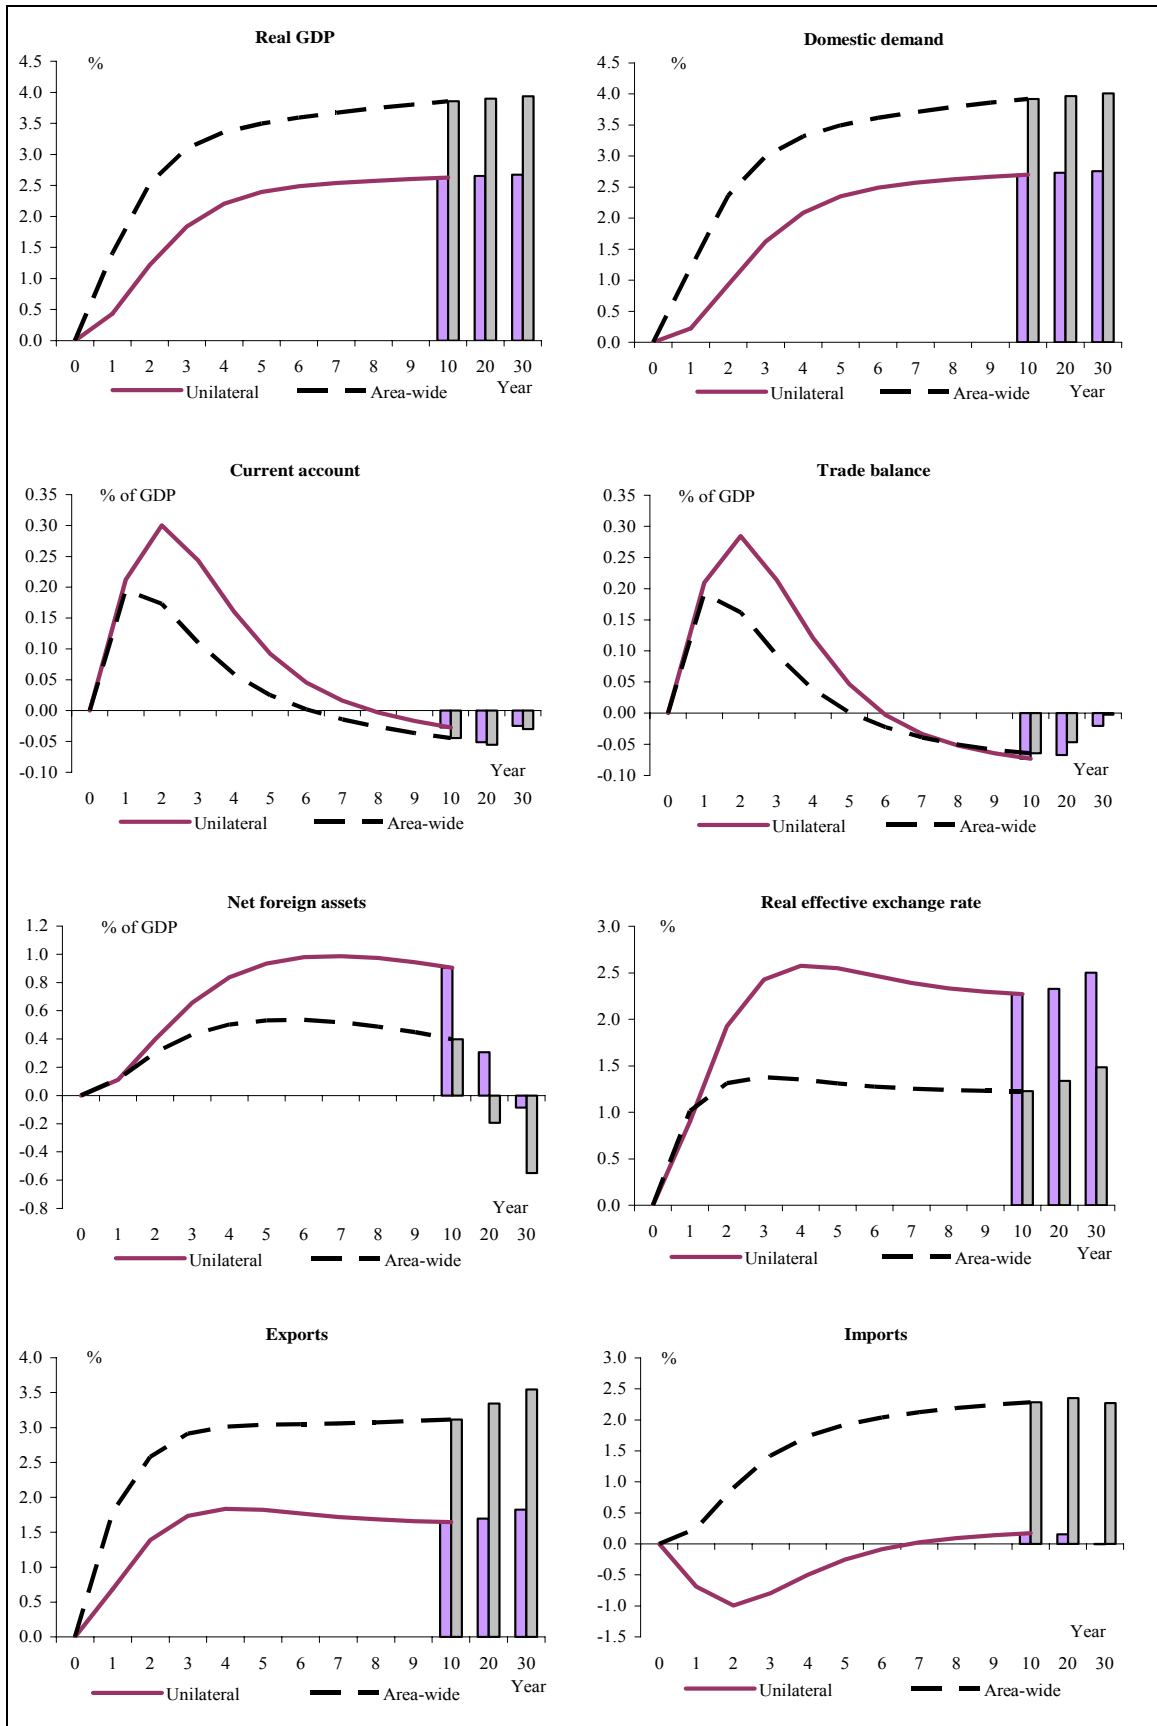 Real GDP
%
4.5
4.0
3.5
3.0
2.5
2.0
1.5
1.0
0.5
0.0
0 1 2 3 4 5 6 7 8 9 10 20 30
Unilateral Area-wide Year
Domestic demand
%
4.5
4.0
3.5
3.0
2.5
2.0
1.5
1.0
0.5
0.0
0 1 2 3 4 5 6 7 8 9 10 20 30
Unilateral Area-wide Year
Current account
% of GDP
0.35
0.30
0.25
0.20
0.15
0.10
0.05
0.00
-0.05
-0.10
Year
0 1 2 3 4 5 6 7 8 9 10 20 30
Unilateral Area-wide
Trade balance
% of GDP
0.35
0.30
0.25
0.20
0.15
0.10
0.05
0.00
-0.05
-0.10
Year
0 1 2 3 4 5 6 7 8 9 10 20 30
Unilateral Area-wide
Net foreign assets
% of GDP
1.2
1.0
0.8
0.6
0.4
0.2
0.0
-0.2
-0.4
-0.6
-0.8
Year
0 1 2 3 4 5 6 7 8 9 10 20 30
Unilateral Area-wide
Real effective exchange rate
%
3.0
2.5
2.0
1.5
1.0
0.5
0.0
0 1 2 3 4 5 6 7 8 9 10 20 30
Unilateral Area-wide Year
Exports
%
4.0
3.5
3.0
2.5
2.0
1.5
1.0
0.5
0.0
0 1 2 3 4 5 6 7 8 9 10 20 30
Unilateral Area-wide Year
Imports
%
3.0
2.5
2.0
1.5
1.0
0.5
0.0
-0.5
-1.0
-1.5
Year
0 1 2 3 4 5 6 7 8 9 10 20 30
Unilateral Area-wide